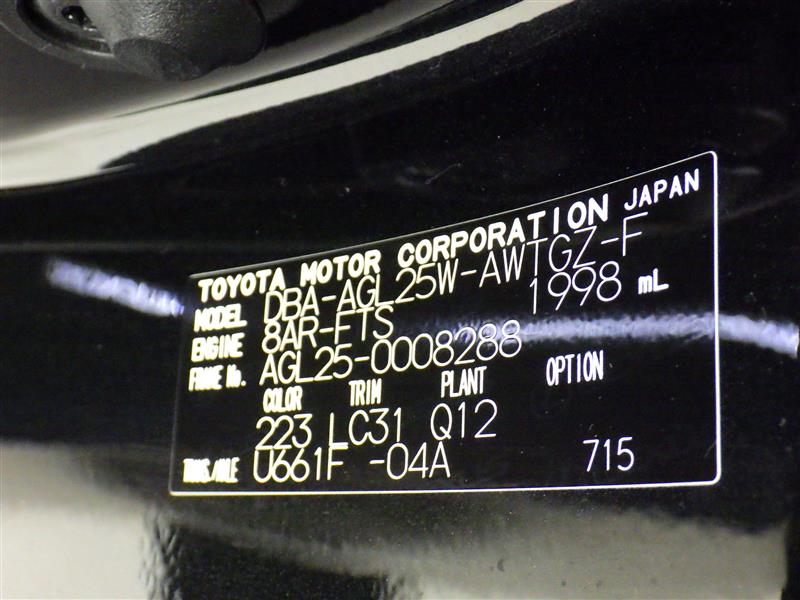 TOYOTA MOTOR CORPORATION JAPAN
MODEL DBA-AGL25W-AWTGZ-F
ENGINE 8AR-FTS 1998 mL
FRAME No. AGL25-0008288
COLOR TRIM PLANT OPTION
223 LC31 Q12
TRANS./AXLE U661F -04A 715